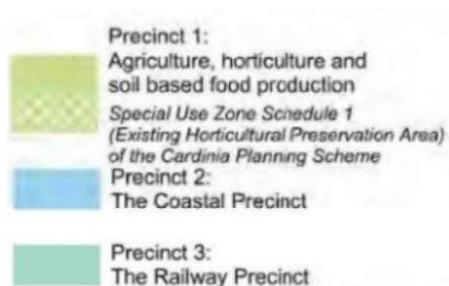 Precinct 1:
Agriculture, horticulture and
soil based food production
Special Use Zone Schedule 1
(Existing Horticultural Preservation Area)
of the Cardinia Planning Scheme
Precinct 2:
The Coastal Precinct
Precinct 3:
The Railway Precinct